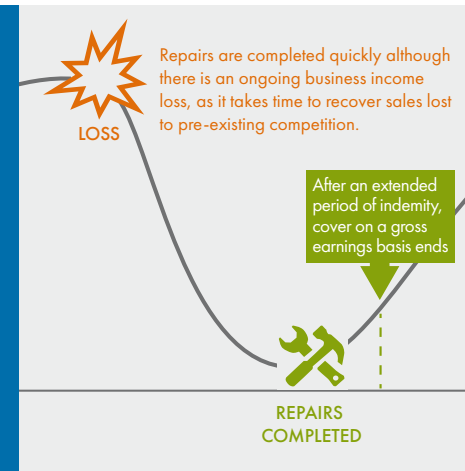 Repairs are completed quickly although
there is an ongoing business income
loss, as it takes time to recover sales lost
to pre-existing competition.
LOSS
After an extended
period of indemity,
cover on a gross
earnings basis ends
REPAIRS
COMPLETED